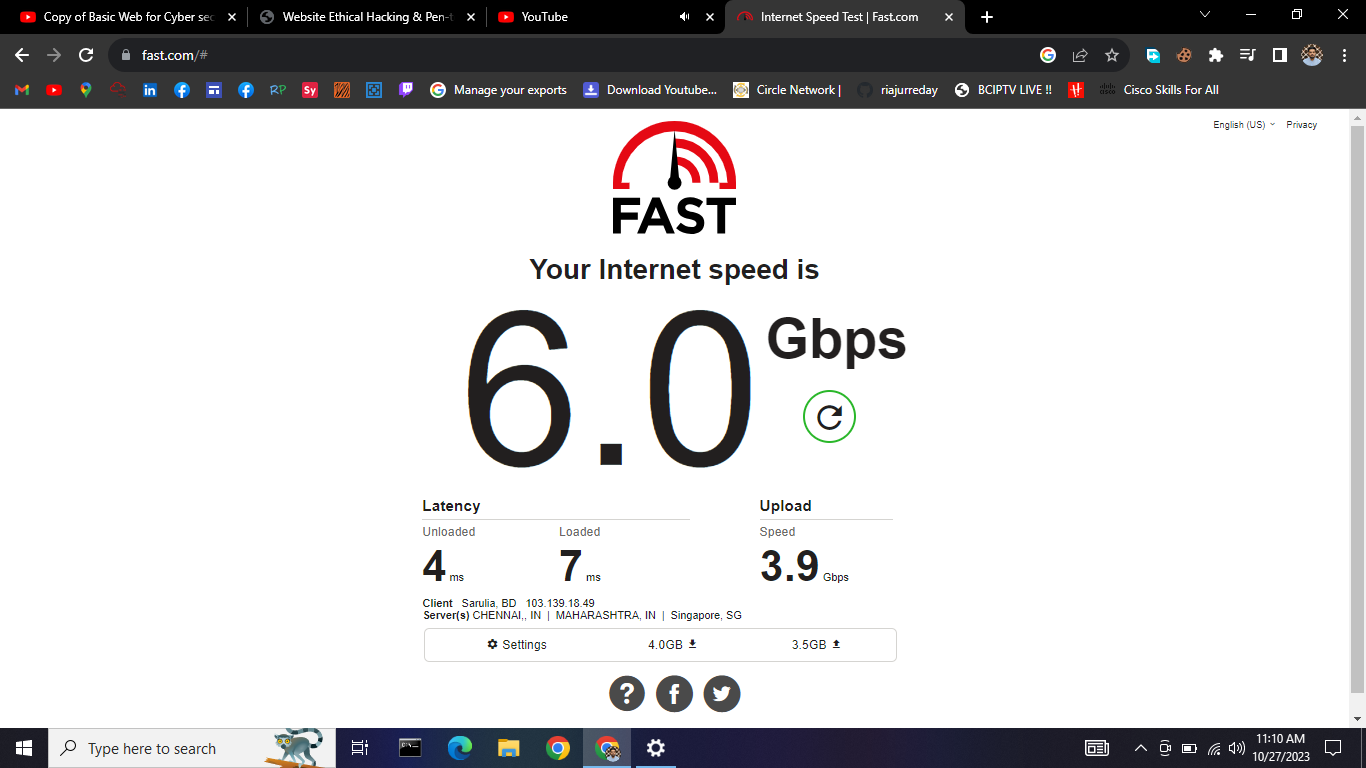 Copy of Basic Web for Cyber sec
Website Ethical Hacking & Pen-t
YouTube
Internet Speed Test | Fast.com
fast.com/#
in
RP
Sy
Manage your exports
Download Youtube...
Circle Network |
riajurreday
BCIPTV LIVE !!
Cisco Skills For All
English (US)
Privacy
FAST
Your Internet speed is
6.0 Gbps
Latency
Upload
Unloaded
Loaded
Speed
4 ms
7 ms
3.9 Gbps
Client Sarulia, BD 103.139.18.49
Server(s) CHENNAI,, IN | MAHARASHTRA, IN | Singapore, SG
Settings
4.0GB
3.5GB
?
f
Type here to search
11:10 AM
10/27/2023